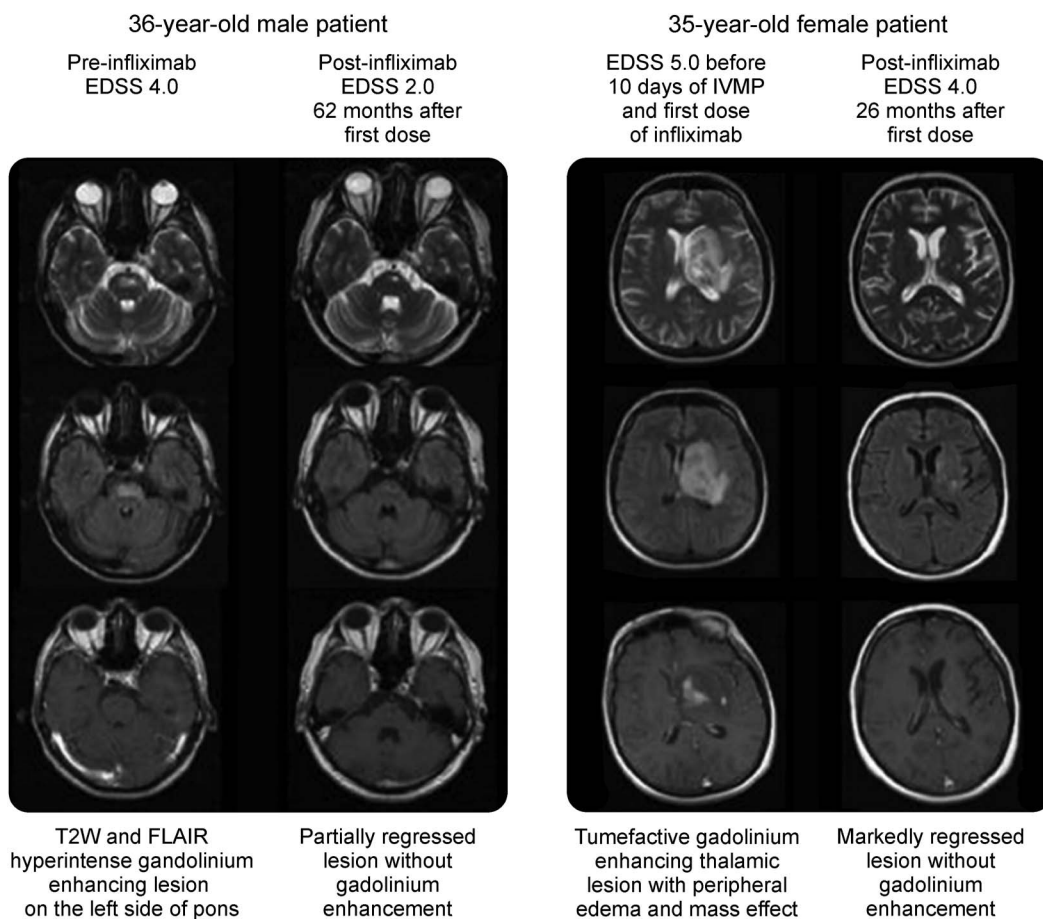 36-year-old male patient
35-year-old female patient
Pre-infliximab
EDSS 4.0
Post-infliximab
EDSS 2.0
62 months after
first dose
EDSS 5.0 before
10 days of IVMP
and first dose
of infliximab
Post-infliximab
EDSS 4.0
26 months after
first dose
T2W and FLAIR
hyperintense gandolinium
enhancing lesion
on the left side of pons
Partially regressed
lesion without
gadolinium
enhancement
Tumefactive gadolinium
enhancing thalamic
lesion with peripheral
edema and mass effect
Markedly regressed
lesion without
gadolinium
enhancement